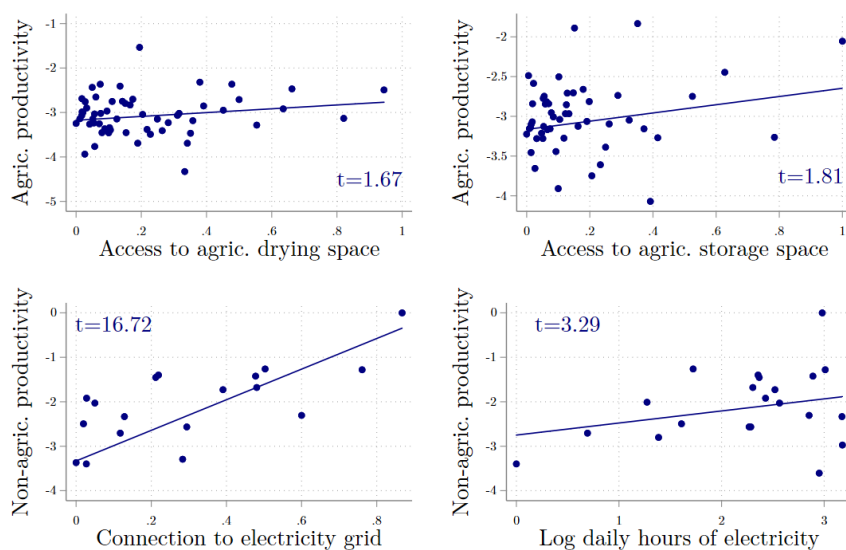 Agric. productivity
-1
-2
-3
-4
-5
t=1.67
0 .2 .4 .6 .8 1
Access to agric. drying space
Agric. productivity
-2
-2.5
-3
-3.5
-4
t=1.81
0 .2 .4 .6 .8 1
Access to agric. storage space
Non-agric. productivity
0
-1
-2
-3
-4
t=16.72
0 .2 .4 .6 .8
Connection to electricity grid
Non-agric. productivity
0
-1
-2
-3
-4
t=3.29
0 1 2 3
Log daily hours of electricity